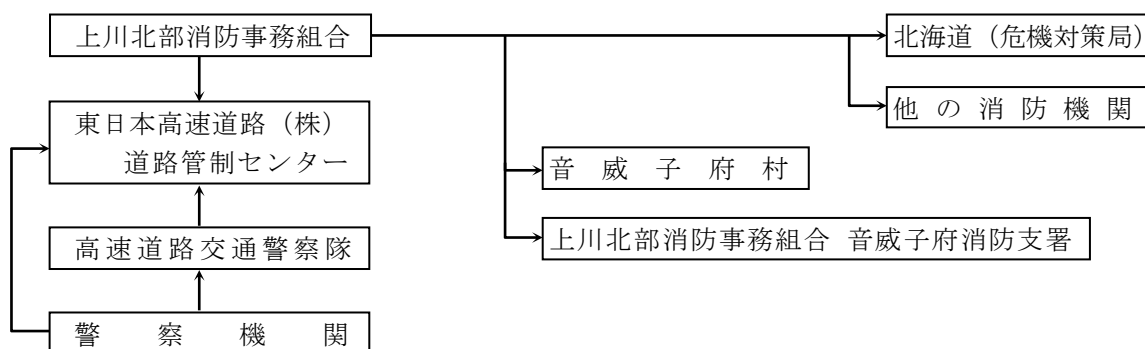 上川北部消防事務組合
北海道（危機対策局）
他の消防機関
東日本高速道路（株）
道路管制センター
音威子府村
高速道路交通警察隊
上川北部消防事務組合 音威子府消防支署
警察機関